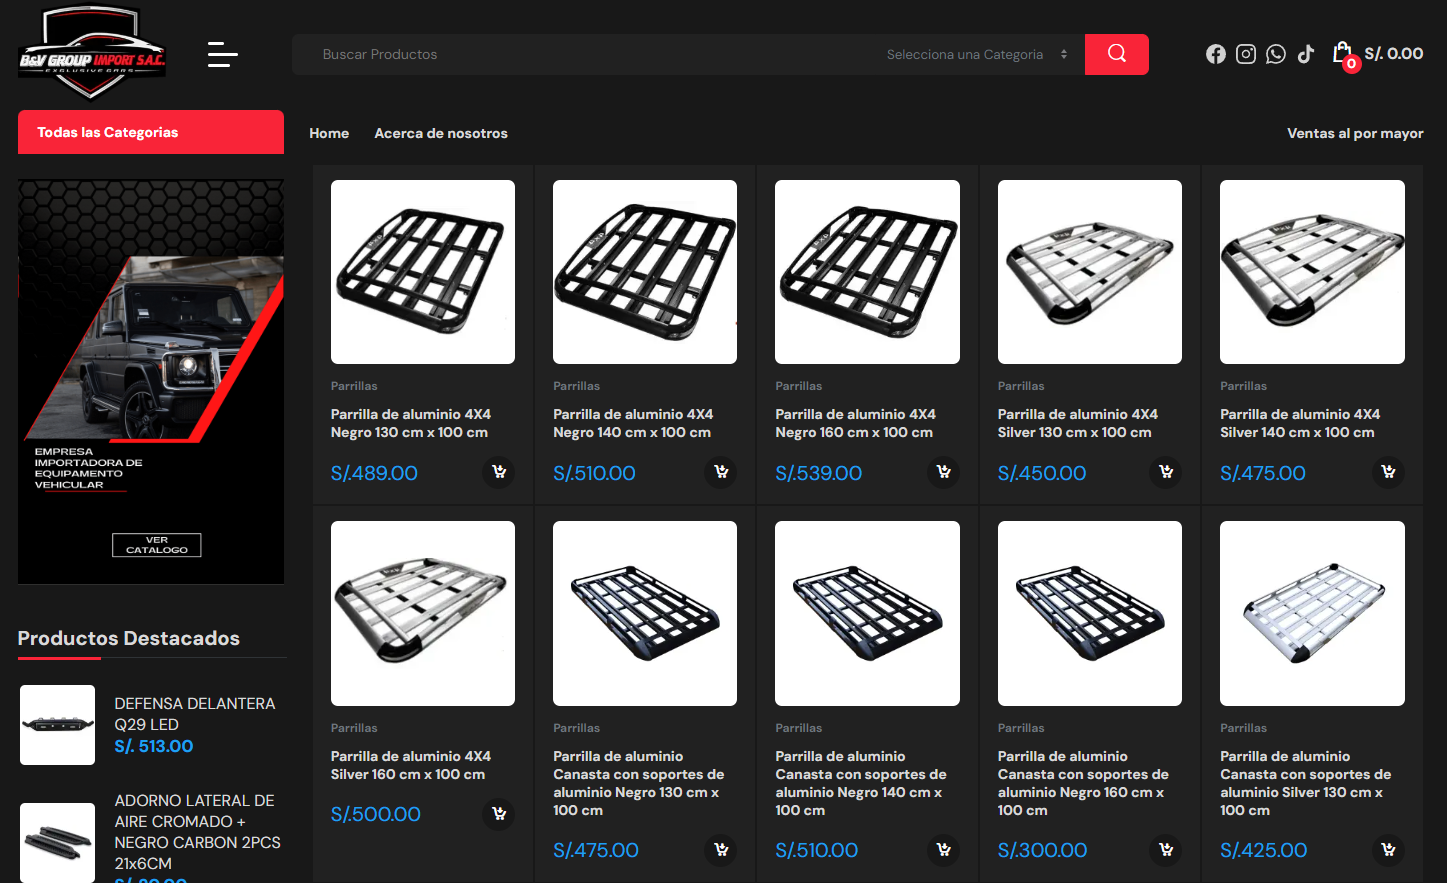 B&V GROUP IMPORT S.A.C.
EXCLUSIVE CARS
Buscar Productos
Selecciona una Categoria
0
S/. 0.00
Todas las Categorias
Home
Acerca de nosotros
Ventas al por mayor
EMPRESA
IMPORTADORA DE
EQUIPAMENTO
VEHICULAR
VER
CATALOGO
Productos Destacados
DEFENSA DELANTERA
Q29 LED
S/. 513.00
ADORNO LATERAL DE
AIRE CROMADO +
NEGRO CARBON 2PCS
21x6CM
Parrillas
Parrilla de aluminio 4X4
Negro 130 cm x 100 cm
S/.489.00
Parrillas
Parrilla de aluminio 4X4
Negro 140 cm x 100 cm
S/.510.00
Parrillas
Parrilla de aluminio 4X4
Negro 160 cm x 100 cm
S/.539.00
Parrillas
Parrilla de aluminio 4X4
Silver 130 cm x 100 cm
S/.450.00
Parrillas
Parrilla de aluminio 4X4
Silver 140 cm x 100 cm
S/.475.00
Parrillas
Parrilla de aluminio 4X4
Silver 160 cm x 100 cm
S/.500.00
Parrillas
Parrilla de aluminio
Canasta con soportes de
aluminio Negro 130 cm x
100 cm
S/.475.00
Parrillas
Parrilla de aluminio
Canasta con soportes de
aluminio Negro 140 cm x
100 cm
S/.510.00
Parrillas
Parrilla de aluminio
Canasta con soportes de
aluminio Negro 160 cm x
100 cm
S/.300.00
Parrillas
Parrilla de aluminio
Canasta con soportes de
aluminio Silver 130 cm x
100 cm
S/.425.00